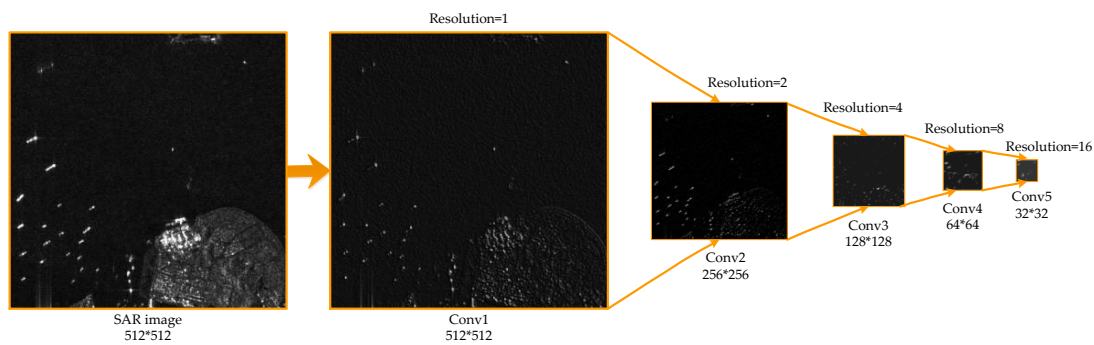 Resolution=1
Resolution=2
Resolution=4
Resolution=8
Resolution=16
SAR image
512*512
Conv1
512*512
Conv2
256*256
Conv3
128*128
Conv4
64*64
Conv5
32*32